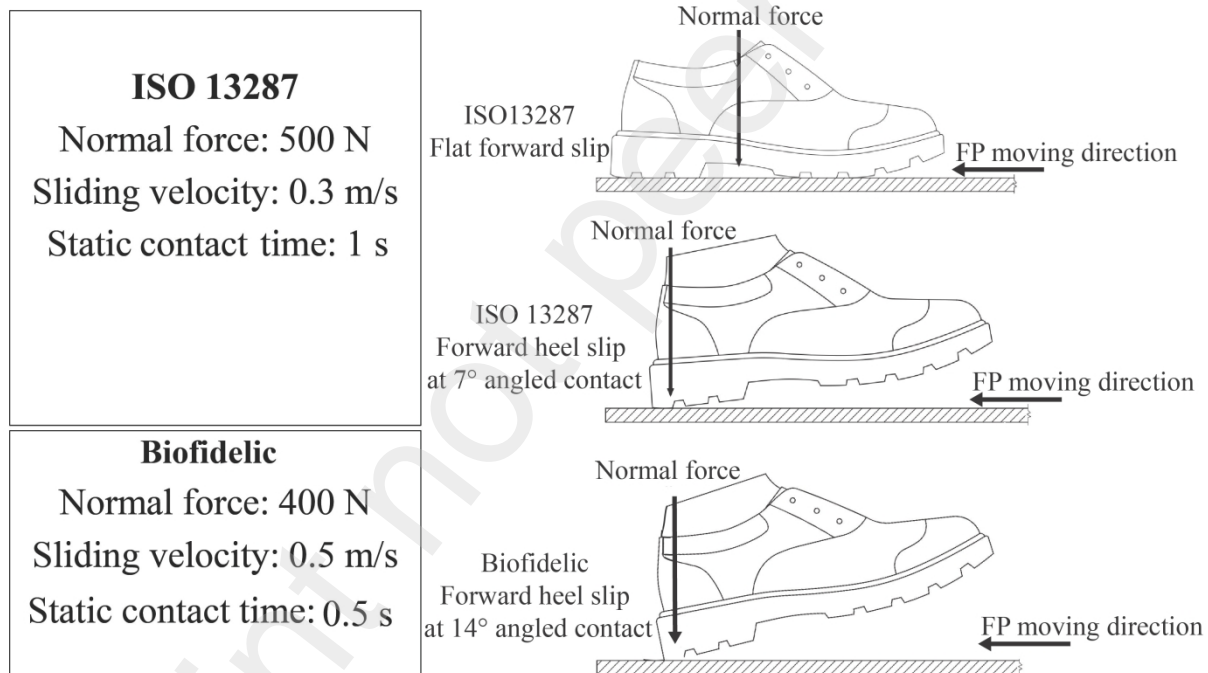 ISO 13287
Normal force: 500 N
Sliding velocity: 0.3 m/s
Static contact time: 1 s
Biofidelic
Normal force: 400 N
Sliding velocity: 0.5 m/s
Static contact time: 0.5 s
Normal force
ISO13287
Flat forward slip
FP moving direction
Normal force
ISO 13287
Forward heel slip
at 7° angled contact
FP moving direction
Normal force
Biofidelic
Forward heel slip
at 14° angled contact
FP moving direction
int not peer